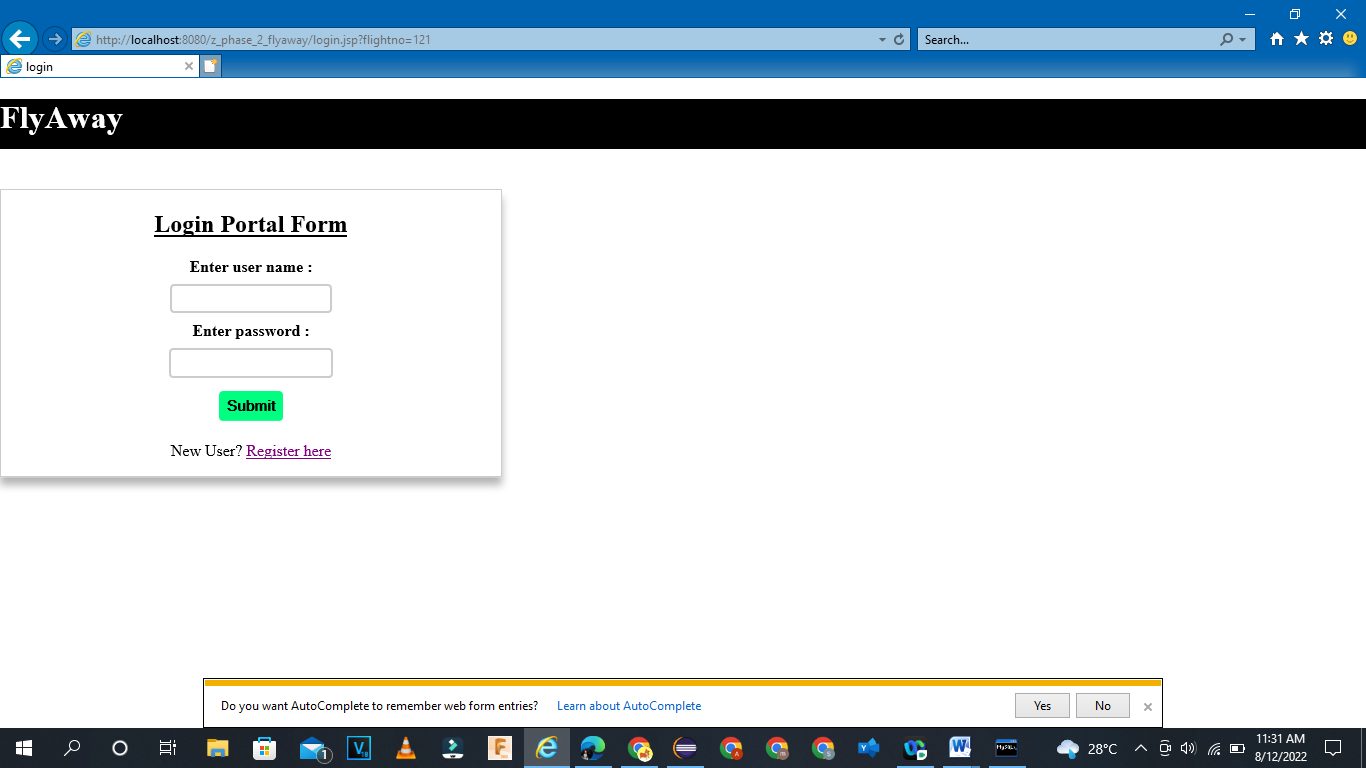 http://localhost:8080/z_phase_2_flyaway/login.jsp?flightno=121
Search...
login
FlyAway
Login Portal Form
Enter user name :
Enter password :
Submit
New User? Register here
Do you want AutoComplete to remember web form entries? Learn about AutoComplete Yes No
1
28°C
11:31 AM
8/12/2022